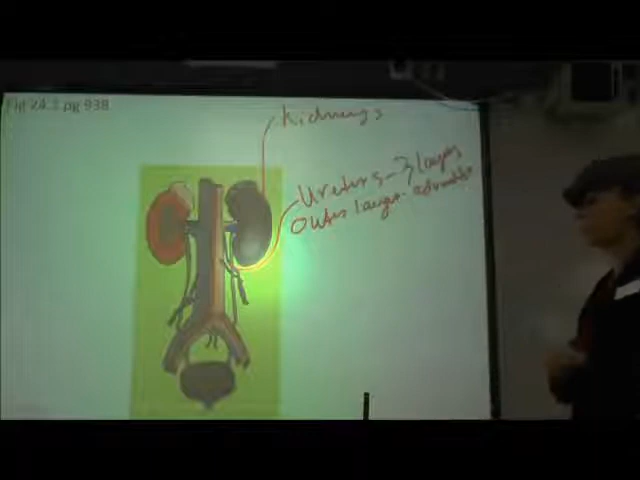 Fig 24.1 pg 938
Kidneys
Ureters - 3 layers
Outer layer - adventitia